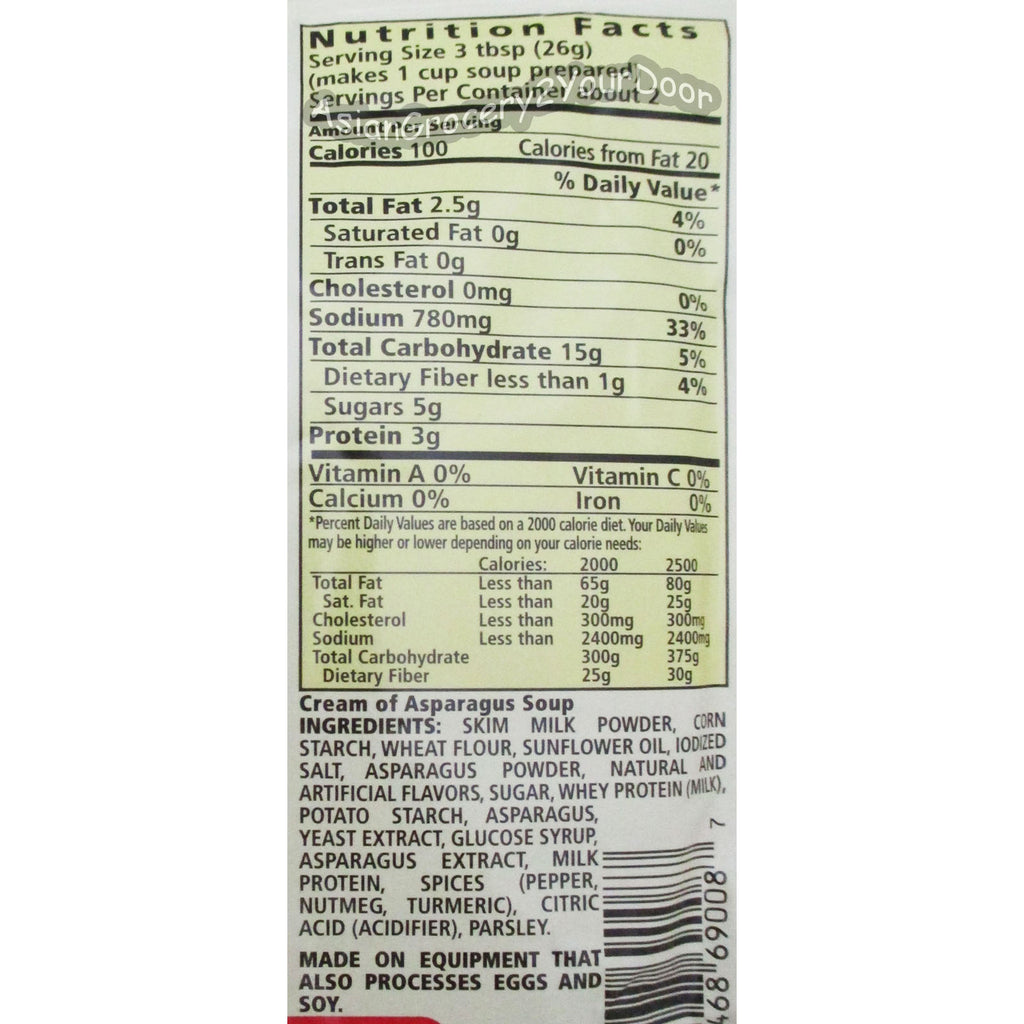 Nutrition Facts
Serving Size 3 tbsp (26g)
(makes 1 cup soup prepared)
Servings Per Container about 2
AsianGrocery2yourDoor
Amount Per Serving
Calories 100 Calories from Fat 20
% Daily Value*
Total Fat 2.5g 4%
Saturated Fat 0g 0%
Trans Fat 0g
Cholesterol 0mg 0%
Sodium 780mg 33%
Total Carbohydrate 15g 5%
Dietary Fiber less than 1g 4%
Sugars 5g
Protein 3g
Vitamin A 0% Vitamin C 0%
Calcium 0% Iron 0%
*Percent Daily Values are based on a 2000 calorie diet. Your Daily Values
may be higher or lower depending on your calorie needs:
Calories: 2000 2500
Total Fat Less than 65g 80g
Sat. Fat Less than 20g 25g
Cholesterol Less than 300mg 300mg
Sodium Less than 2400mg 2400mg
Total Carbohydrate 300g 375g
Dietary Fiber 25g 30g
Cream of Asparagus Soup
INGREDIENTS: SKIM MILK POWDER, CORN
STARCH, WHEAT FLOUR, SUNFLOWER OIL, IODIZED
SALT, ASPARAGUS POWDER, NATURAL AND
ARTIFICIAL FLAVORS, SUGAR, WHEY PROTEIN (MILK),
POTATO STARCH, ASPARAGUS,
YEAST EXTRACT, GLUCOSE SYRUP,
ASPARAGUS EXTRACT, MILK
PROTEIN, SPICES (PEPPER,
NUTMEG, TURMERIC), CITRIC
ACID (ACIDIFIER), PARSLEY.
MADE ON EQUIPMENT THAT
ALSO PROCESSES EGGS AND
SOY.
468 69008 7